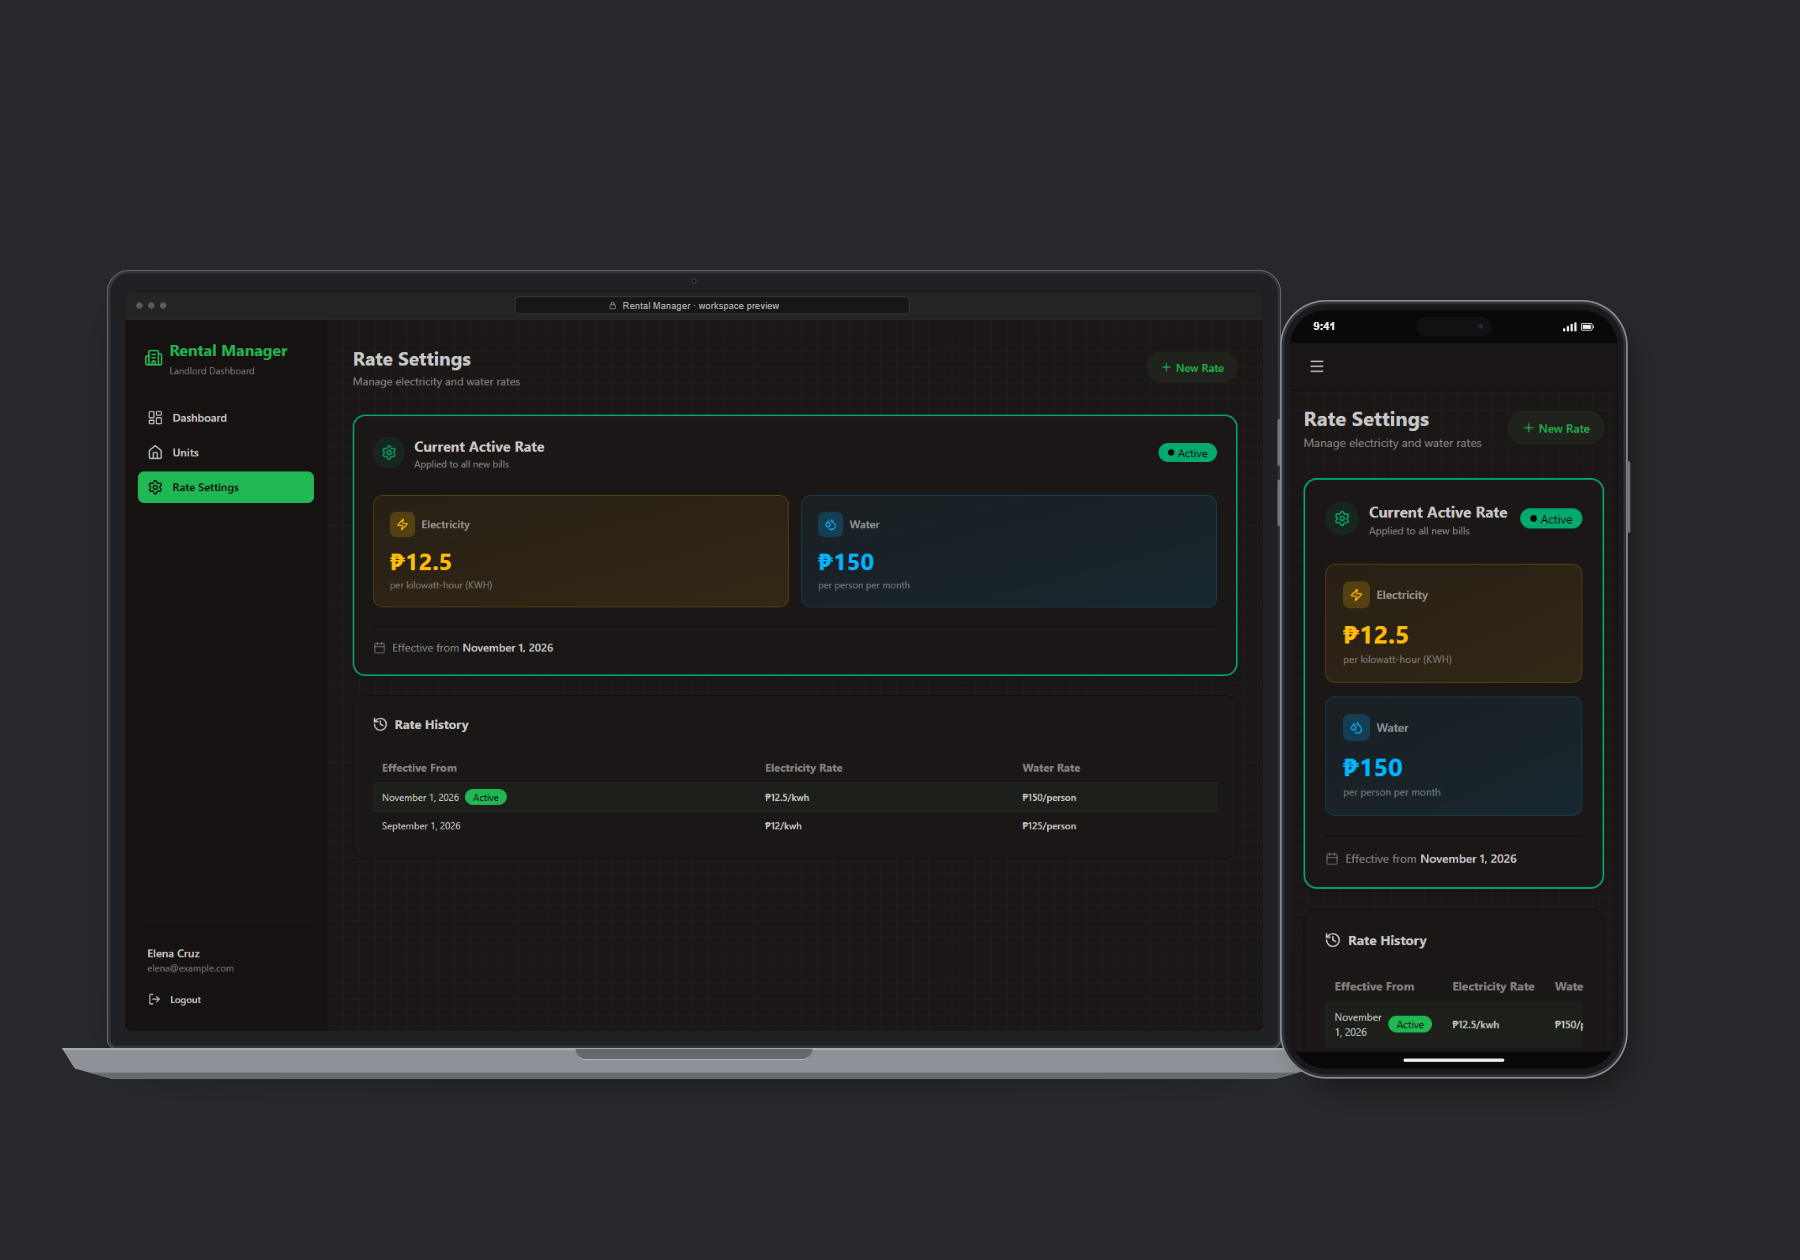 Rental Manager · workspace preview
Rental Manager
Landlord Dashboard
Dashboard
Units
Rate Settings
Elena Cruz
elena@example.com
Logout
Rate Settings
Manage electricity and water rates
+ New Rate
Current Active Rate
Applied to all new bills
Active
Electricity
₱12.5
per kilowatt-hour (KWH)
Water
₱150
per person per month
Effective from November 1, 2026
Rate History
Effective From Electricity Rate Water Rate
November 1, 2026 Active ₱12.5/kwh ₱150/person
September 1, 2026 ₱12/kwh ₱125/person
9:41
Rate Settings
Manage electricity and water rates
+ New Rate
Current Active Rate
Applied to all new bills
Active
Electricity
₱12.5
per kilowatt-hour (KWH)
Water
₱150
per person per month
Effective from November 1, 2026
Rate History
Effective From Electricity Rate Wate
November
1, 2026 Active ₱12.5/kwh ₱150/p